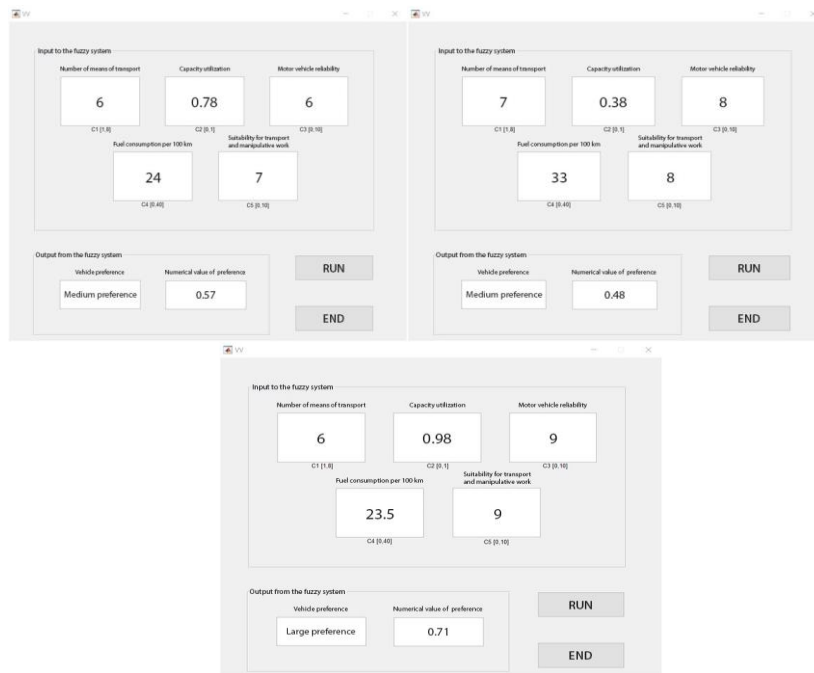 VV
Input to the fuzzy system
Number of means of transport
Capacity utilization
Motor vehicle reliability
6
0.78
6
C1 [1,8]
C2 [0,1]
C3 [0,10]
Fuel consumption per 100 km
Suitability for transport
and manipulative work
24
7
C4 [0,40]
C5 [0,10]
Output from the fuzzy system
Vehicle preference
Numerical value of preference
Medium preference
0.57
RUN
END
VV
Input to the fuzzy system
Number of means of transport
Capacity utilization
Motor vehicle reliability
7
0.38
8
C1 [1,8]
C2 [0,1]
C3 [0,10]
Fuel consumption per 100 km
Suitability for transport
and manipulative work
33
8
C4 [0,40]
C5 [0,10]
Output from the fuzzy system
Vehicle preference
Numerical value of preference
Medium preference
0.48
RUN
END
VV
Input to the fuzzy system
Number of means of transport
Capacity utilization
Motor vehicle reliability
6
0.98
9
C1 [1,8]
C2 [0,1]
C3 [0,10]
Fuel consumption per 100 km
Suitability for transport
and manipulative work
23.5
9
C4 [0,40]
C5 [0,10]
Output from the fuzzy system
Vehicle preference
Numerical value of preference
Large preference
0.71
RUN
END